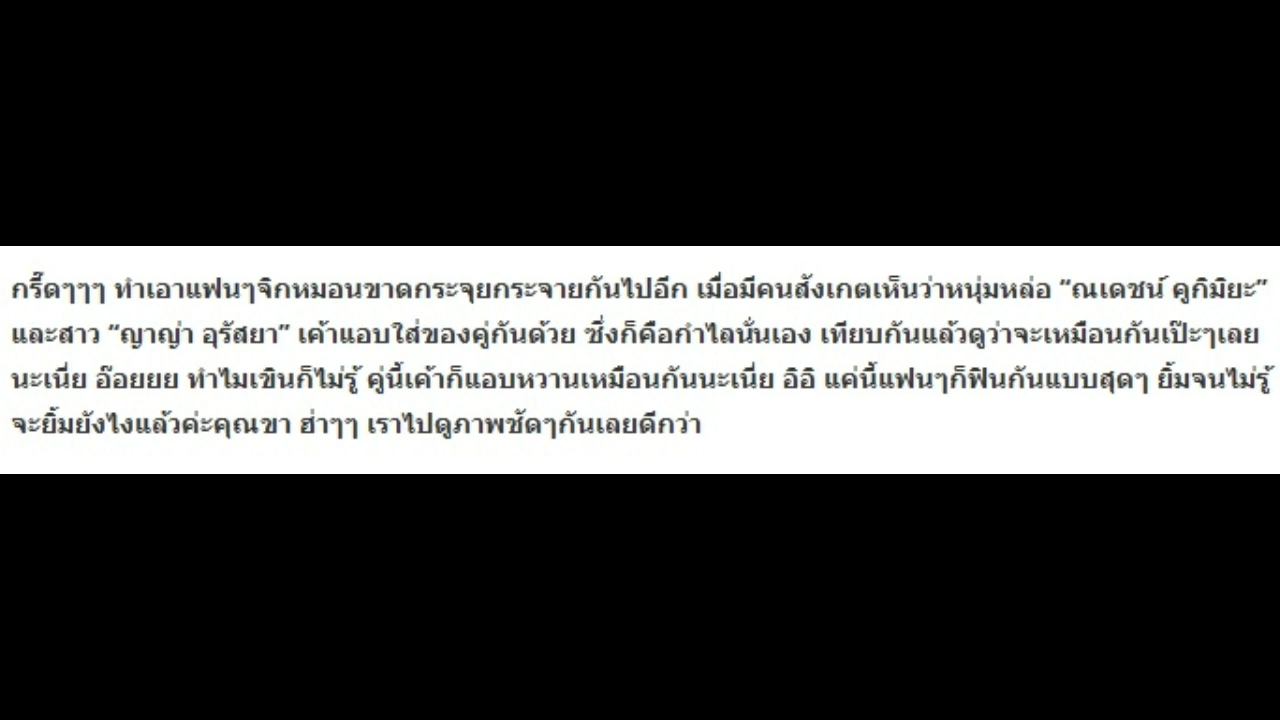 กรี๊ดๆๆๆ ทำเอาแฟนๆจิกหมอนขาดกระจุยกระจายกันไปอีก เมื่อมีคนสังเกตเห็นว่าหนุ่มหล่อ “ณเดชน์ คูกิมิยะ”
และสาว “ญาญ่า อุรัสยา” เค้าแอบใส่ของคู่กันด้วย ซึ่งก็คือกำไลนั่นเอง เทียบกันแล้วดูว่าจะเหมือนกันเป๊ะๆเลย
นะเนี่ย อ๊อยยย ทำไมเขินก็ไม่รู้ คู่นี้เค้าก็แอบหวานเหมือนกันนะเนี่ย อิอิ แค่นี้แฟนๆก็ฟินกันแบบสุดๆ ยิ้มจนไม่รู้
จะยิ้มยังไงแล้วค่ะคุณขา ฮ่าๆๆ เราไปดูภาพชัดๆกันเลยดีกว่า